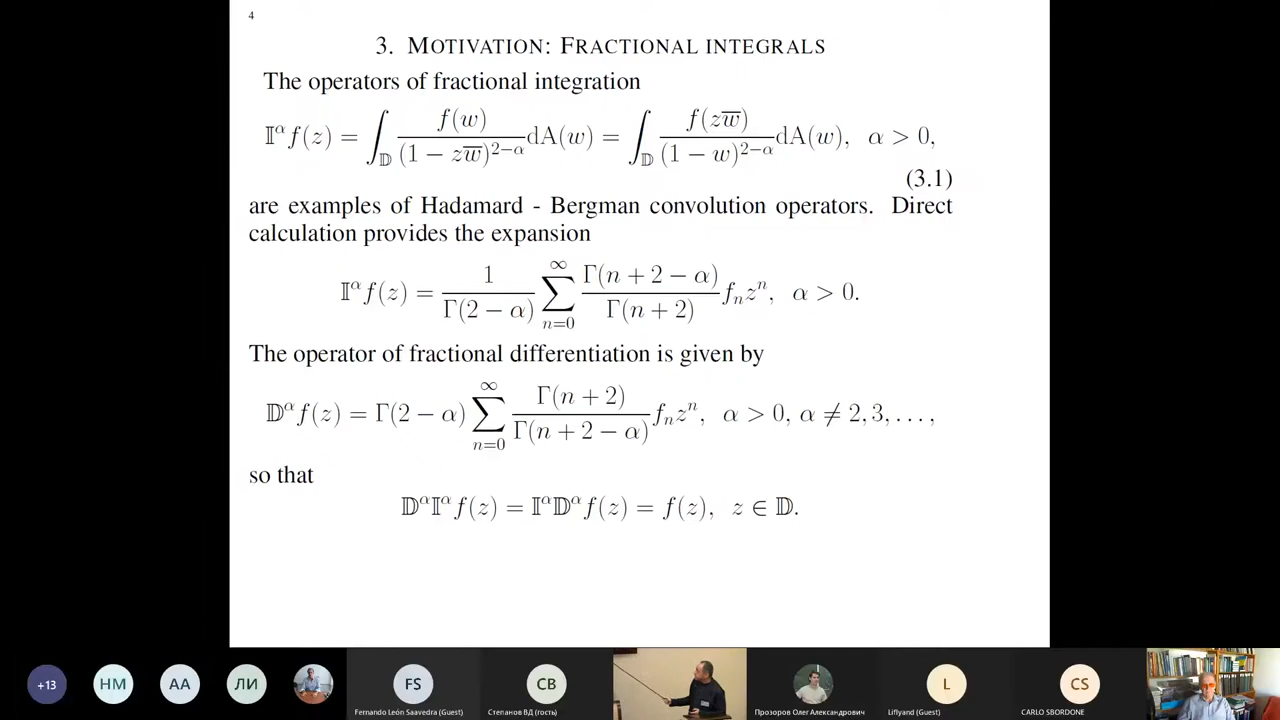 4
3. MOTIVATION: FRACTIONAL INTEGRALS
The operators of fractional integration
𝕀^α f(z) = ∫_𝔻 f(w)/(1 − z\overline{w})^{2−α} dA(w) = ∫_𝔻 f(z\overline{w})/(1 − w)^{2−α} dA(w), α > 0,
(3.1)
are examples of Hadamard - Bergman convolution operators. Direct
calculation provides the expansion
𝕀^α f(z) = 1/Γ(2 − α) ∑_{n=0}^{∞} Γ(n + 2 − α)/Γ(n + 2) f_n z^n, α > 0.
The operator of fractional differentiation is given by
𝔻^α f(z) = Γ(2 − α) ∑_{n=0}^{∞} Γ(n + 2)/Γ(n + 2 − α) f_n z^n, α > 0, α ≠ 2, 3, . . . ,
so that
𝔻^α 𝕀^α f(z) = 𝕀^α 𝔻^α f(z) = f(z), z ∈ 𝔻.
+13
НМ
АА
ЛИ
FS
Fernando León Saavedra (Guest)
СВ
Степанов ВД (гость)
Прозоров Олег Александрович
L
Liflyand (Guest)
CS
CARLO SBORDONE